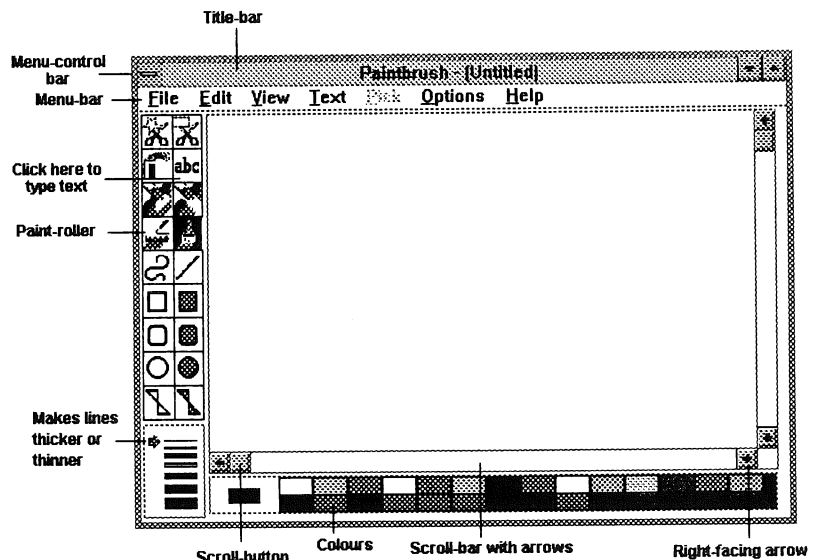 Title-bar
Menu-control
bar
Paintbrush - [Untitled]
Menu-bar
File Edit View Text Pick Options Help
abc
Click here to
type text
Paint-roller
Makes lines
thicker or
thinner
Scroll-button
Colours
Scroll-bar with arrows
Right-facing arrow